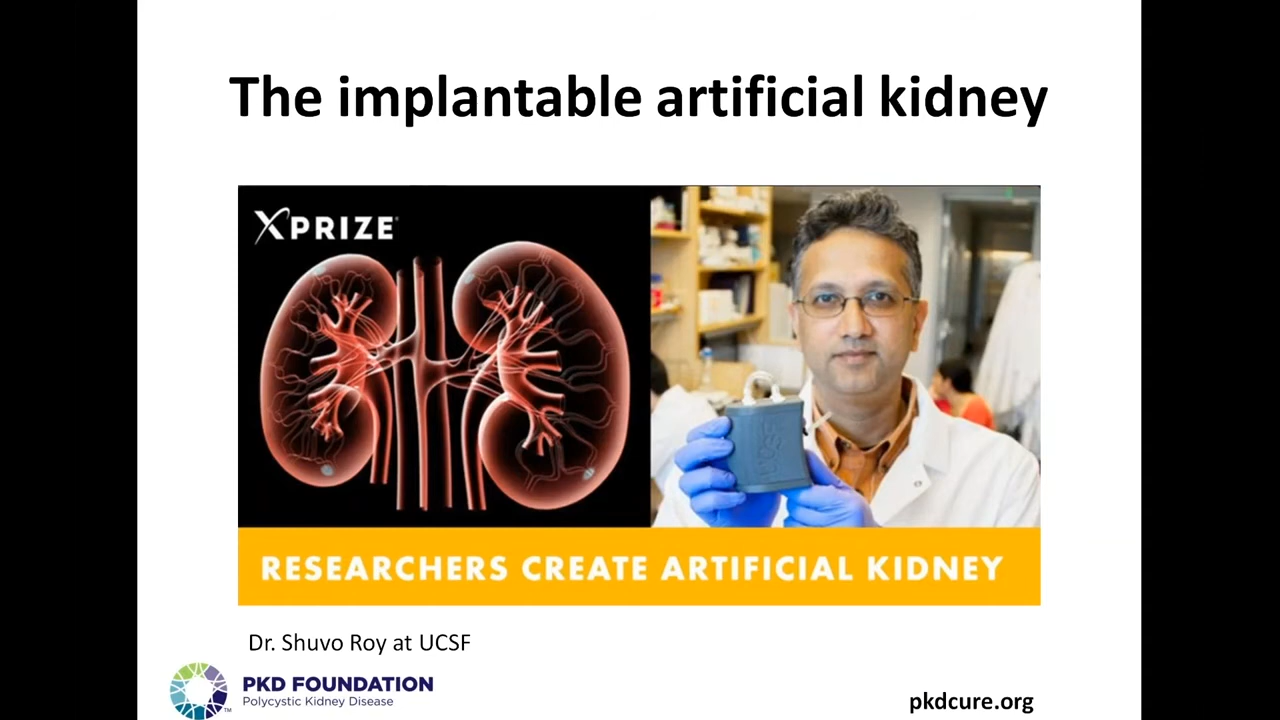 The implantable artificial kidney
XPRIZE
RESEARCHERS CREATE ARTIFICIAL KIDNEY
Dr. Shuvo Roy at UCSF
PKD FOUNDATION
Polycystic Kidney Disease
TM
pkdcure.org